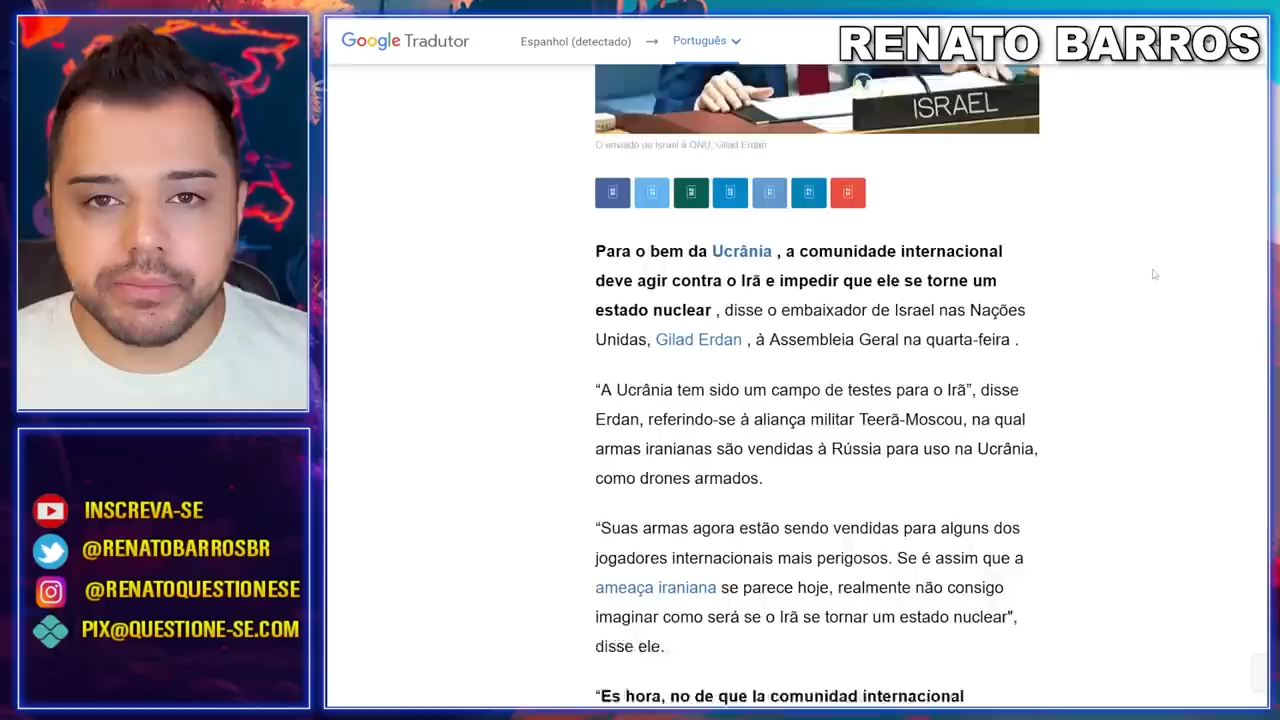 Google Tradutor
Espanhol (detectado) → Português
RENATO BARROS
ISRAEL
O enviado de Israel à ONU, Gilad Erdan
Para o bem da Ucrânia , a comunidade internacional
deve agir contra o Irã e impedir que ele se torne um
estado nuclear , disse o embaixador de Israel nas Nações
Unidas, Gilad Erdan , à Assembleia Geral na quarta-feira .
“A Ucrânia tem sido um campo de testes para o Irã”, disse
Erdan, referindo-se à aliança militar Teerã-Moscou, na qual
armas iranianas são vendidas à Rússia para uso na Ucrânia,
como drones armados.
“Suas armas agora estão sendo vendidas para alguns dos
jogadores internacionais mais perigosos. Se é assim que a
ameaça iraniana se parece hoje, realmente não consigo
imaginar como será se o Irã se tornar um estado nuclear",
disse ele.
“Es hora, no de que la comunidad internacional
INSCREVA-SE
@RENATOBARROSBR
@RENATOQUESTIONESE
PIX@QUESTIONE-SE.COM